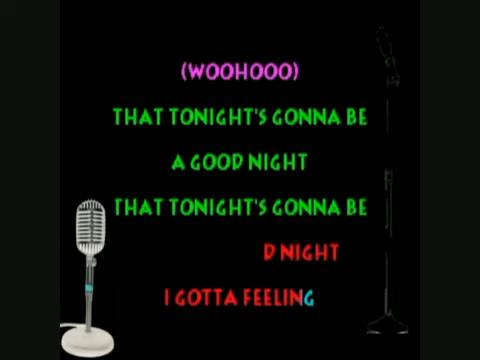 (WOOHOOO)
THAT TONIGHT'S GONNA BE
A GOOD NIGHT
THAT TONIGHT'S GONNA BE
D NIGHT
I GOTTA FEELING